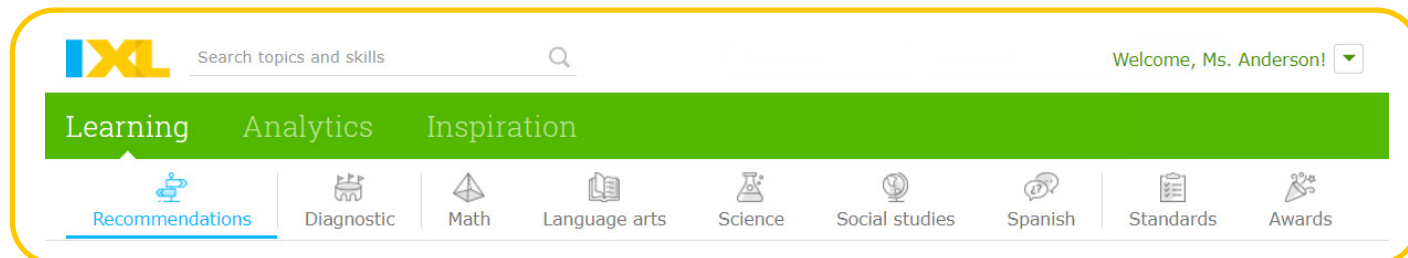 IXL Search topics and skills Welcome, Ms. Anderson!
Learning Analytics Inspiration
Recommendations Diagnostic Math Language arts Science Social studies Spanish Standards Awards